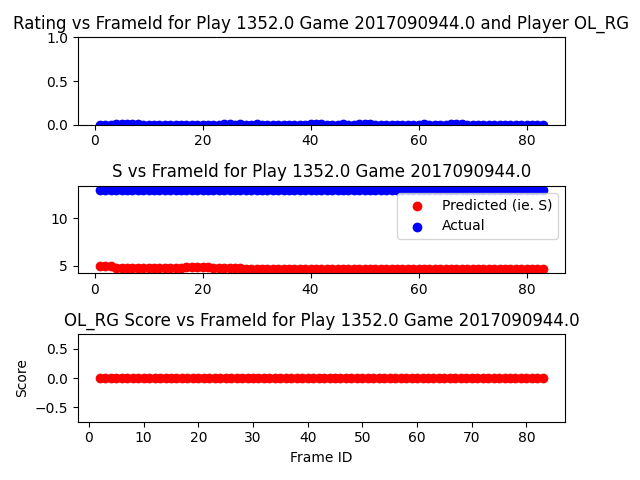 Rating vs FrameId for Play 1352.0 Game 2017090944.0 and Player OL_RG
1.0
0.5
0.0
0 20 40 60 80
S vs FrameId for Play 1352.0 Game 2017090944.0
10
5
Predicted (ie. S)
Actual
0 20 40 60 80
OL_RG Score vs FrameId for Play 1352.0 Game 2017090944.0
Score
0.5
0.0
−0.5
0 10 20 30 40 50 60 70 80
Frame ID